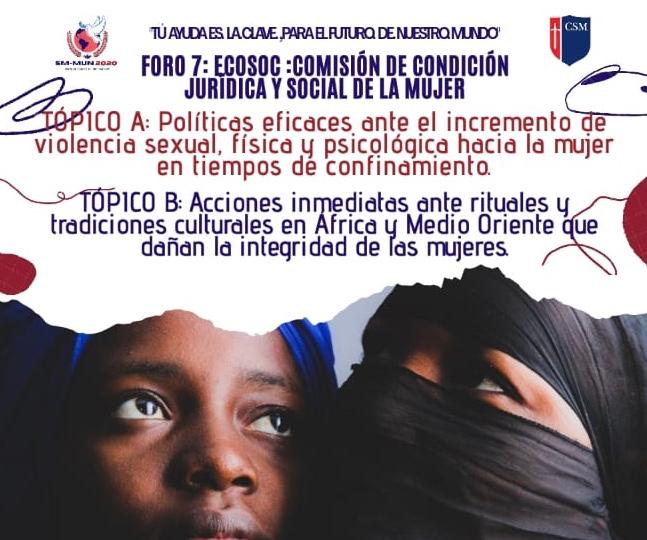 "TÚ AYUDA ES LA CLAVE ,PARA EL FUTURO DE NUESTRO MUNDO"
SM-MUN 2020
CSM
FORO 7: ECOSOC :COMISIÓN DE CONDICIÓN
JURÍDICA Y SOCIAL DE LA MUJER
TÓPICO A: Políticas eficaces ante el incremento de
violencia sexual, física y psicológica hacia la mujer
en tiempos de confinamiento.
TÓPICO B: Acciones inmediatas ante rituales y
tradiciones culturales en África y Medio Oriente que
dañan la integridad de las mujeres.